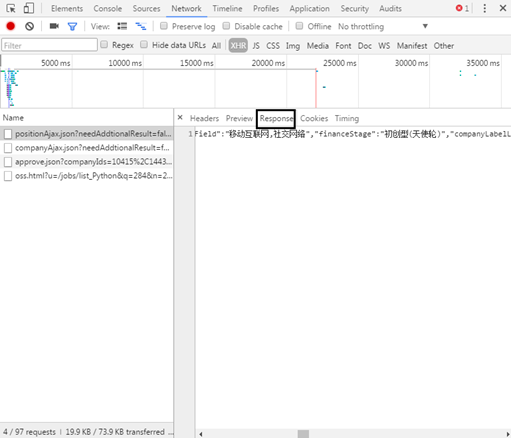 Elements Console Sources Network Timeline Profiles Application Security Audits 1
View: Preserve log Disable cache Offline No throttling
Filter Regex Hide data URLs All XHR JS CSS Img Media Font Doc WS Manifest Other
5000 ms 10000 ms 15000 ms 20000 ms 25000 ms 30000 ms 35000 ms
Name Headers Preview Response Cookies Timing
positionAjax.json?needAddtionalResult=fal...
1 Field":"移动互联网,社交网络","financeStage":"初创型(天使轮)","companyLabelL
companyAjax.json?needAddtionalResult=f...
approve.json?companyIds=10415%2C1443...
oss.html?u=/jobs/list_Python&q=284&n=2...
4 / 97 requests | 19.9 KB / 73.9 KB transferred ...